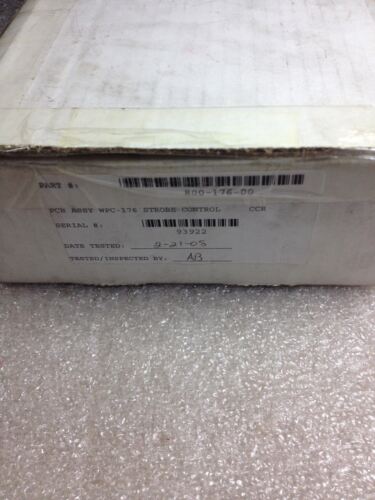 PART #:
800-176-00
PCB ASSY WPC-176 STROBE CONTROL CCR
SERIAL #:
93922
DATE TESTED: 2-21-05
TESTED/INSPECTED BY: AB